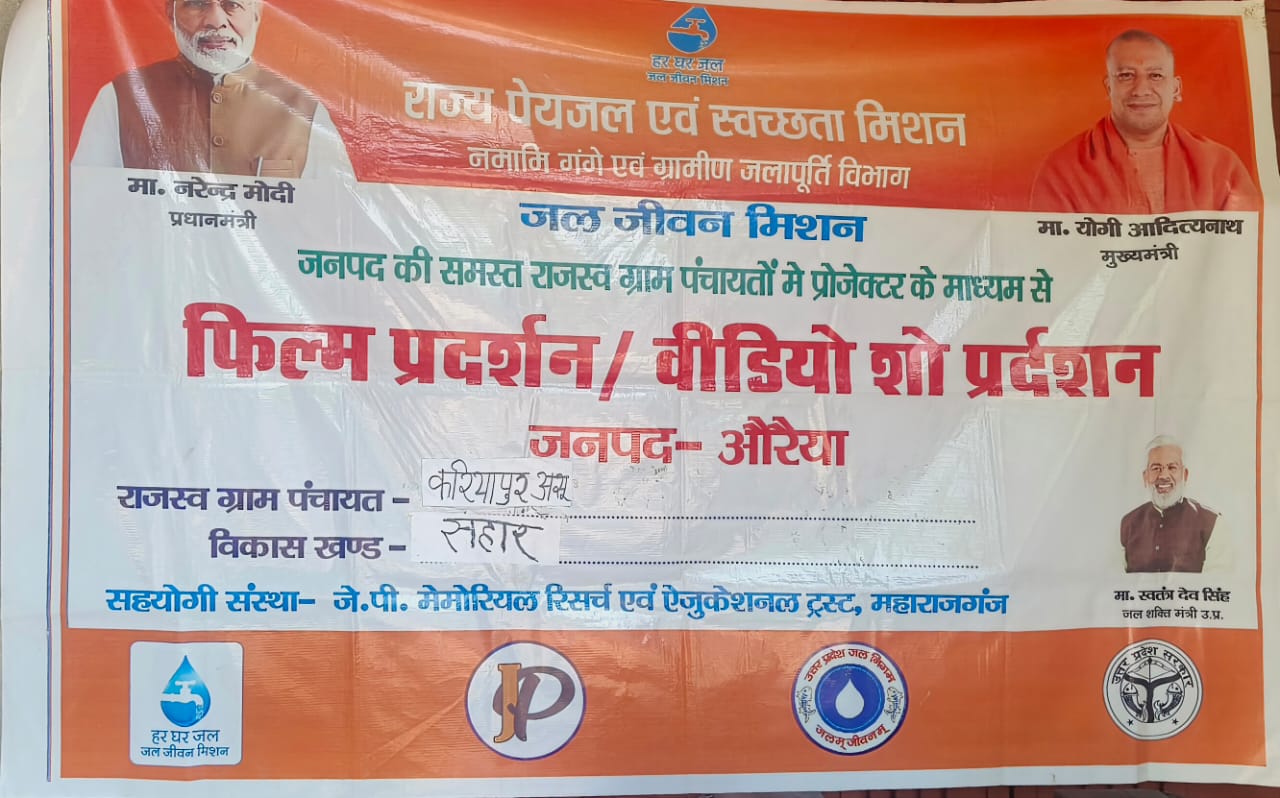 हर घर जल
जल जीवन मिशन
राज्य पेयजल एवं स्वच्छता मिशन
नमामि गंगे एवं ग्रामीण जलापूर्ति विभाग
मा. नरेन्द्र मोदी
प्रधानमंत्री
मा. योगी आदित्यनाथ
मुख्यमंत्री
जल जीवन मिशन
जनपद की समस्त राजस्व ग्राम पंचायतों मे प्रोजेक्टर के माध्यम से
फिल्म प्रदर्शन/ वीडियो शो प्रर्दशन
जनपद- औरैया
राजस्व ग्राम पंचायत - करियापुर
विकास खण्ड - सहार
मा. स्वतंत्र देव सिंह
जल शक्ति मंत्री उ.प्र.
सहयोगी संस्था- जे.पी. मेमोरियल रिसर्च एवं ऐजुकेशनल ट्रस्ट, महाराजगंज
हर घर जल
जल जीवन मिशन
JP
उत्तर प्रदेश जल निगम
जलम् जीवनम्
उत्तर प्रदेश सरकार